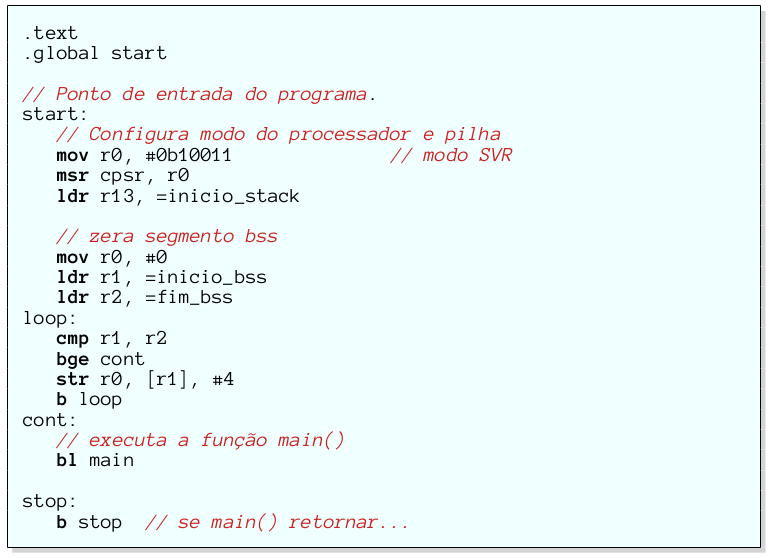 .text
.global start
// Ponto de entrada do programa.
start:
// Configura modo do processador e pilha
mov r0, #0b10011 // modo SVR
msr cpsr, r0
ldr r13, =inicio_stack
// zera segmento bss
mov r0, #0
ldr r1, =inicio_bss
ldr r2, =fim_bss
loop:
cmp r1, r2
bge cont
str r0, [r1], #4
b loop
cont:
// executa a função main()
bl main
stop:
b stop // se main() retornar...